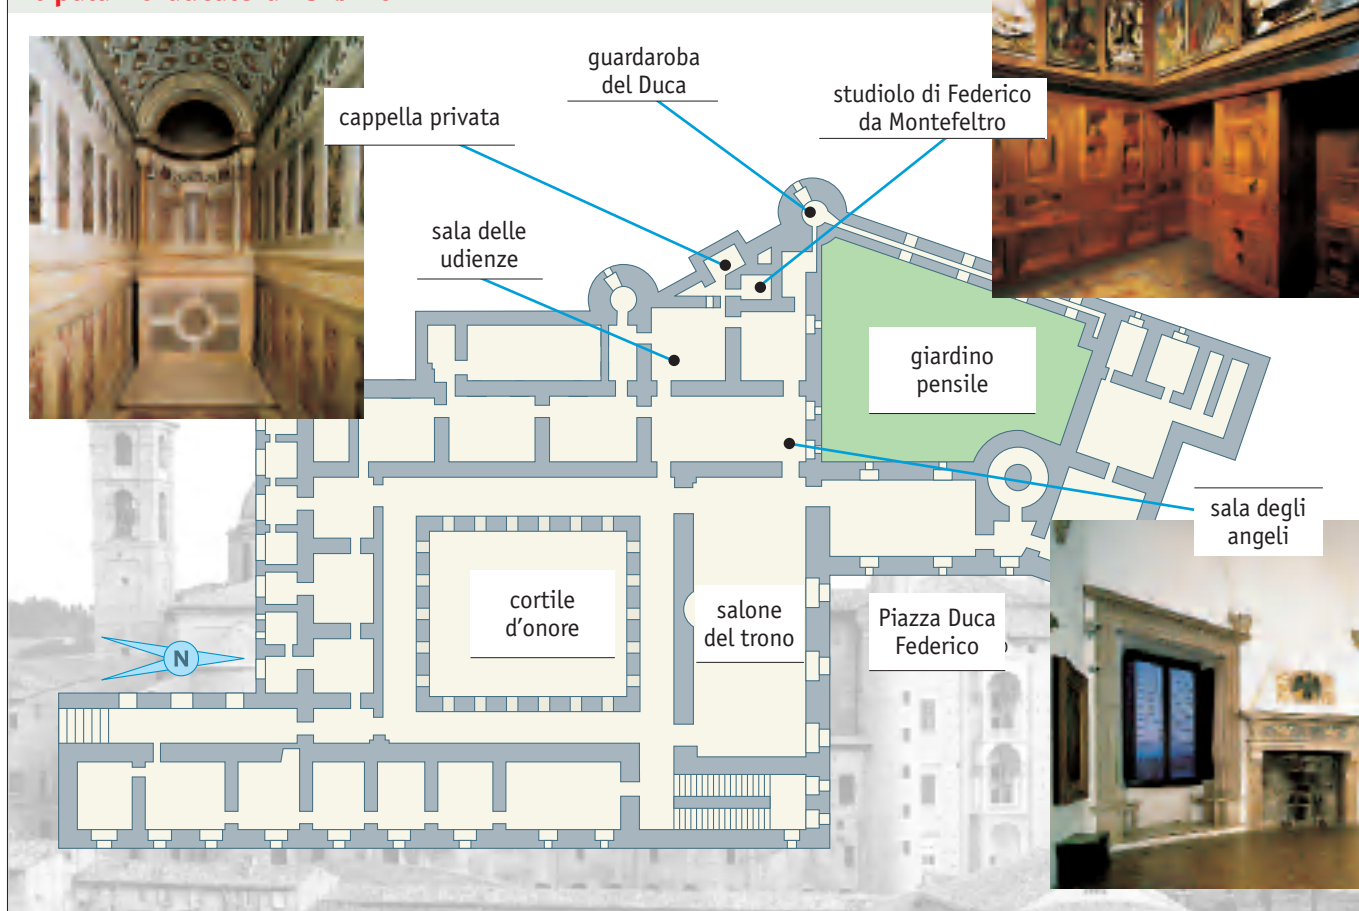 guardaroba
del Duca
studiolo di Federico
da Montefeltro
cappella privata
sala delle
udienze
giardino
pensile
sala degli
angeli
cortile
d'onore
salone
del trono
Piazza Duca
Federico
N